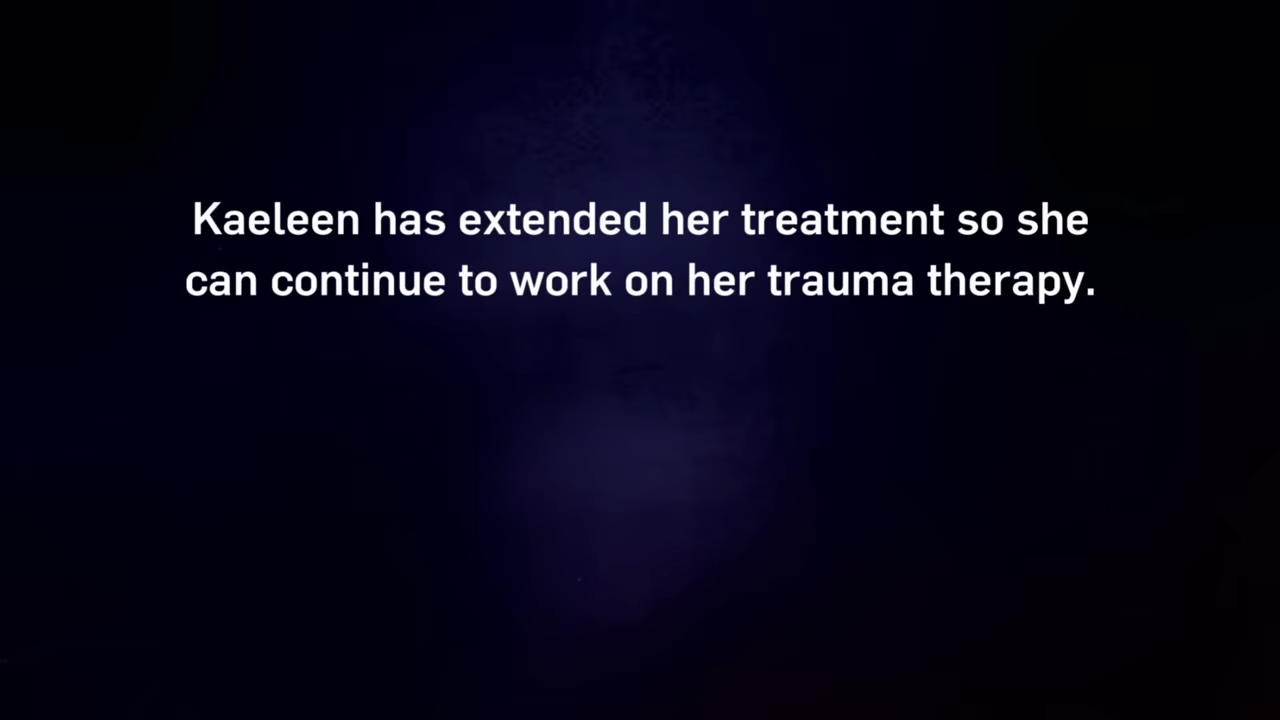 Kaeleen has extended her treatment so she
can continue to work on her trauma therapy.